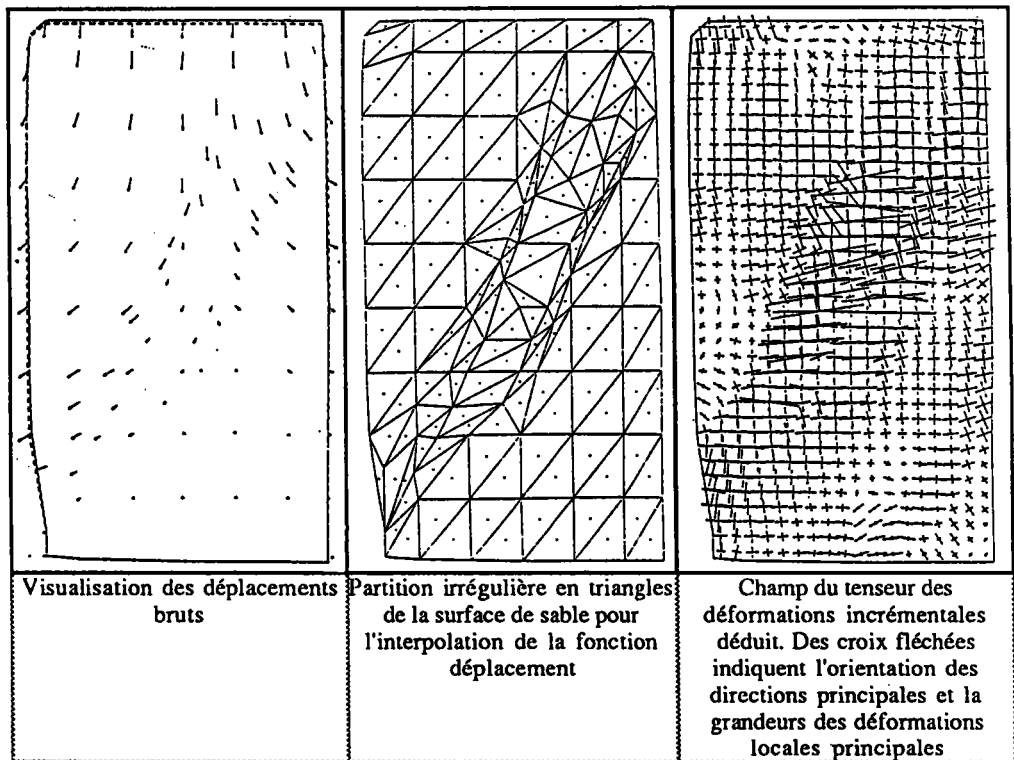 Visualisation des déplacements
bruts
Partition irrégulière en triangles
de la surface de sable pour
l'interpolation de la fonction
déplacement
Champ du tenseur des
déformations incrémentales
déduit. Des croix fléchées
indiquent l'orientation des
directions principales et la
grandeurs des déformations
locales principales